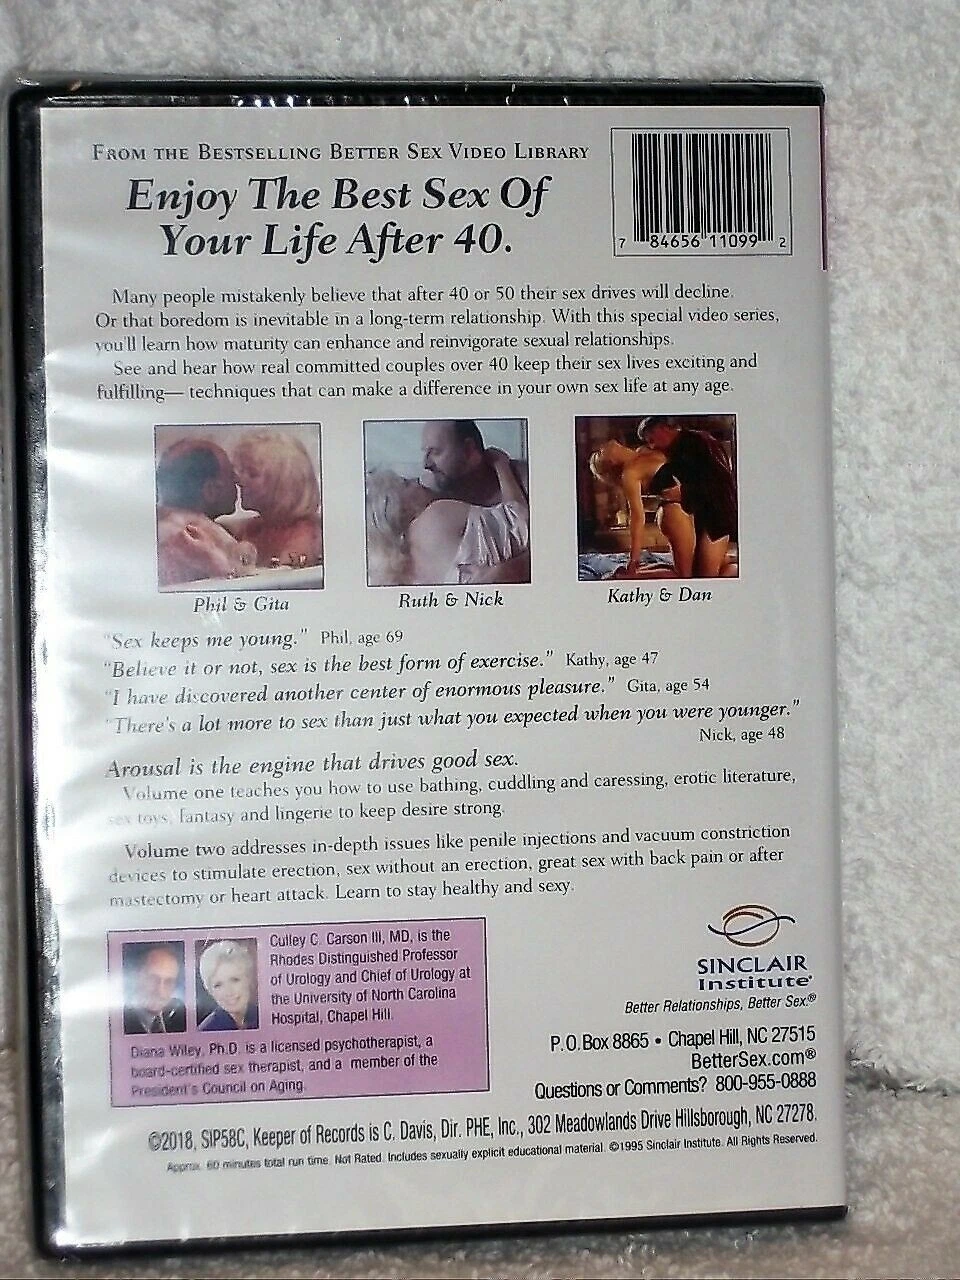 FROM THE BESTSELLING BETTER SEX VIDEO LIBRARY
Enjoy The Best Sex Of
Your Life After 40.
7 84656 11099 2
Many people mistakenly believe that after 40 or 50 their sex drives will decline.
Or that boredom is inevitable in a long-term relationship. With this special video series,
you'll learn how maturity can enhance and reinvigorate sexual relationships.
See and hear how real committed couples over 40 keep their sex lives exciting and
fulfilling— techniques that can make a difference in your own sex life at any age.
Phil & Gita
Ruth & Nick
Kathy & Dan
"Sex keeps me young." Phil, age 69
"Believe it or not, sex is the best form of exercise." Kathy, age 47
"I have discovered another center of enormous pleasure." Gita, age 54
"There's a lot more to sex than just what you expected when you were younger."
Nick, age 48
Arousal is the engine that drives good sex.
Volume one teaches you how to use bathing, cuddling and caressing, erotic literature,
sex toys, fantasy and lingerie to keep desire strong.
Volume two addresses in-depth issues like penile injections and vacuum constriction
devices to stimulate erection, sex without an erection, great sex with back pain or after
mastectomy or heart attack. Learn to stay healthy and sexy.
Culley C. Carson III, MD, is the
Rhodes Distinguished Professor
of Urology and Chief of Urology at
the University of North Carolina
Hospital, Chapel Hill.
Diana Wiley, Ph.D. is a licensed psychotherapist, a
board-certified sex therapist, and a member of the
President's Council on Aging.
SINCLAIR
Institute®
Better Relationships, Better Sex.®
P.O.Box 8865 • Chapel Hill, NC 27515
BetterSex.com®
Questions or Comments? 800-955-0888
©2018, SIP58C, Keeper of Records is C. Davis, Dir. PHE, Inc., 302 Meadowlands Drive Hillsborough, NC 27278.
Approx. 60 minutes total run time. Not Rated. Includes sexually explicit educational material. ©1995 Sinclair Institute. All Rights Reserved.